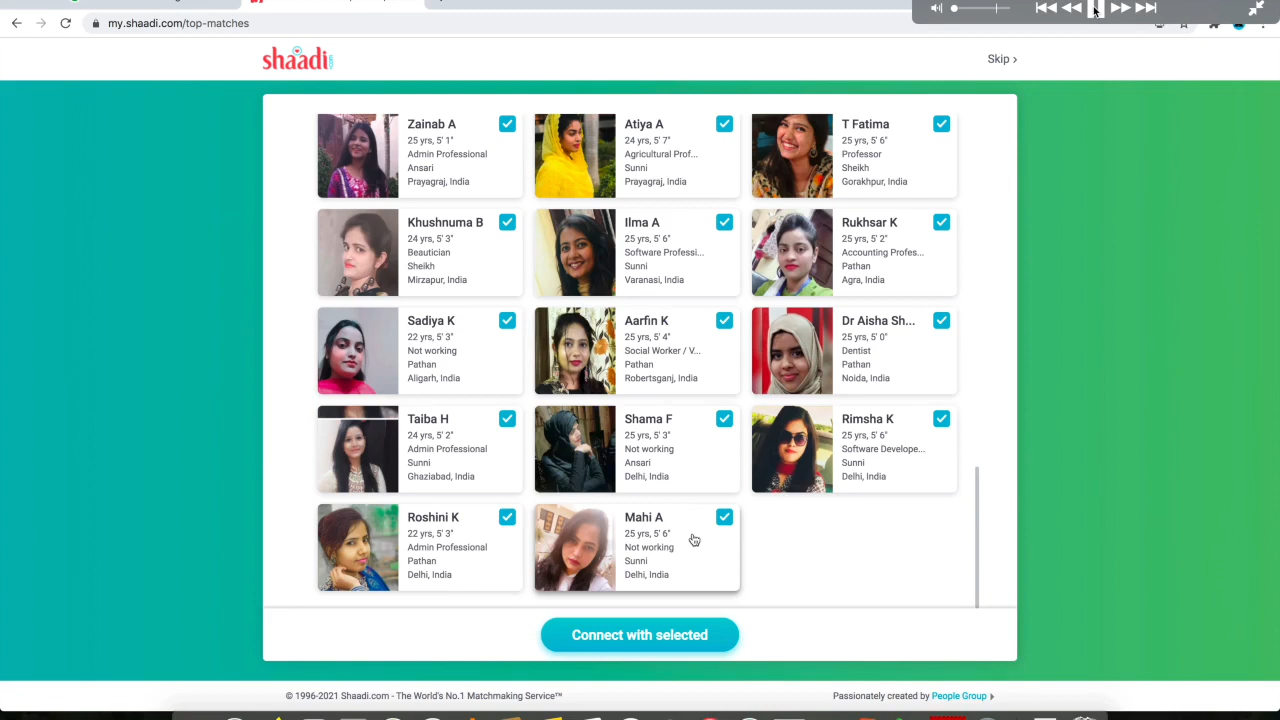 my.shaadi.com/top-matches
shaadi
Skip ›
Zainab A
25 yrs, 5' 1"
Admin Professional
Ansari
Prayagraj, India
Atiya A
24 yrs, 5' 7"
Agricultural Prof...
Sunni
Prayagraj, India
T Fatima
25 yrs, 5' 6"
Professor
Sheikh
Gorakhpur, India
Khushnuma B
24 yrs, 5' 3"
Beautician
Sheikh
Mirzapur, India
Ilma A
25 yrs, 5' 6"
Software Professi...
Sunni
Varanasi, India
Rukhsar K
25 yrs, 5' 2"
Accounting Profes...
Pathan
Agra, India
Sadiya K
22 yrs, 5' 3"
Not working
Pathan
Aligarh, India
Aarfin K
25 yrs, 5' 4"
Social Worker / V...
Pathan
Robertsganj, India
Dr Aisha Sh...
25 yrs, 5' 0"
Dentist
Pathan
Noida, India
Taiba H
24 yrs, 5' 2"
Admin Professional
Sunni
Ghaziabad, India
Shama F
25 yrs, 5' 3"
Not working
Ansari
Delhi, India
Rimsha K
25 yrs, 5' 6"
Software Develope...
Sunni
Delhi, India
Roshini K
22 yrs, 5' 3"
Admin Professional
Pathan
Delhi, India
Mahi A
25 yrs, 5' 6"
Not working
Sunni
Delhi, India
Connect with selected
© 1996-2021 Shaadi.com - The World's No.1 Matchmaking Service™
Passionately created by People Group